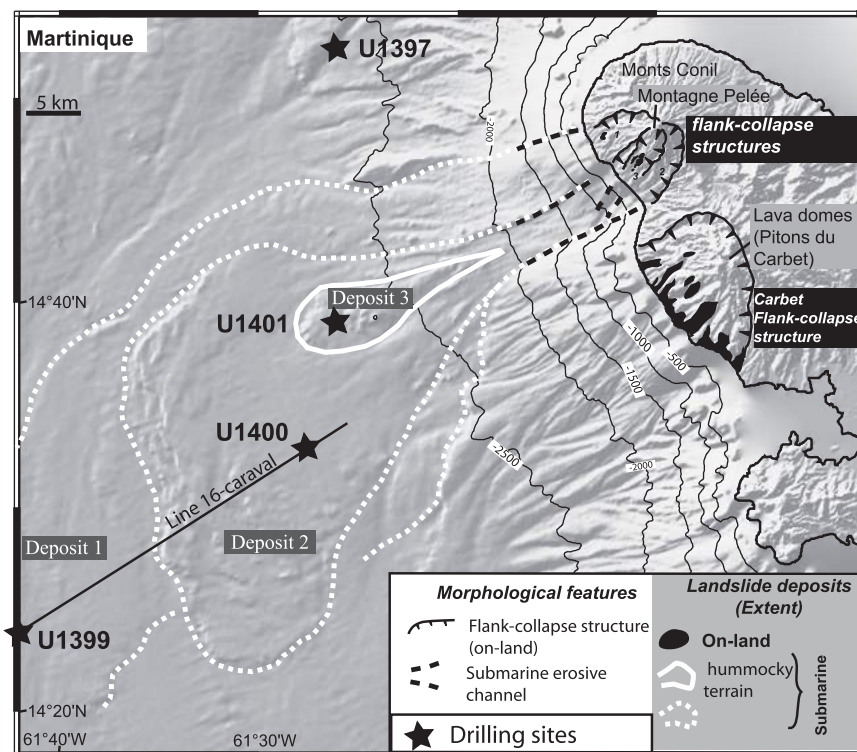 Martinique
U1397
Monts Conil
Montagne Pelée
5 km
flank-collapse
structures
-2000
2
3
Lava domes
(Pitons du
Carbet)
14°40'N
Deposit 3
U1401
Carbet
Flank-collapse
structure
-1000
-500
-1500
U1400
-2500
-2000
Line 16-caraval
Deposit 1
Deposit 2
U1399
Morphological features
Flank-collapse structure
(on-land)
Submarine erosive
channel
Drilling sites
Landslide deposits
(Extent)
On-land
hummocky
terrain
Submarine
14°20'N
61°40'W
61°30'W